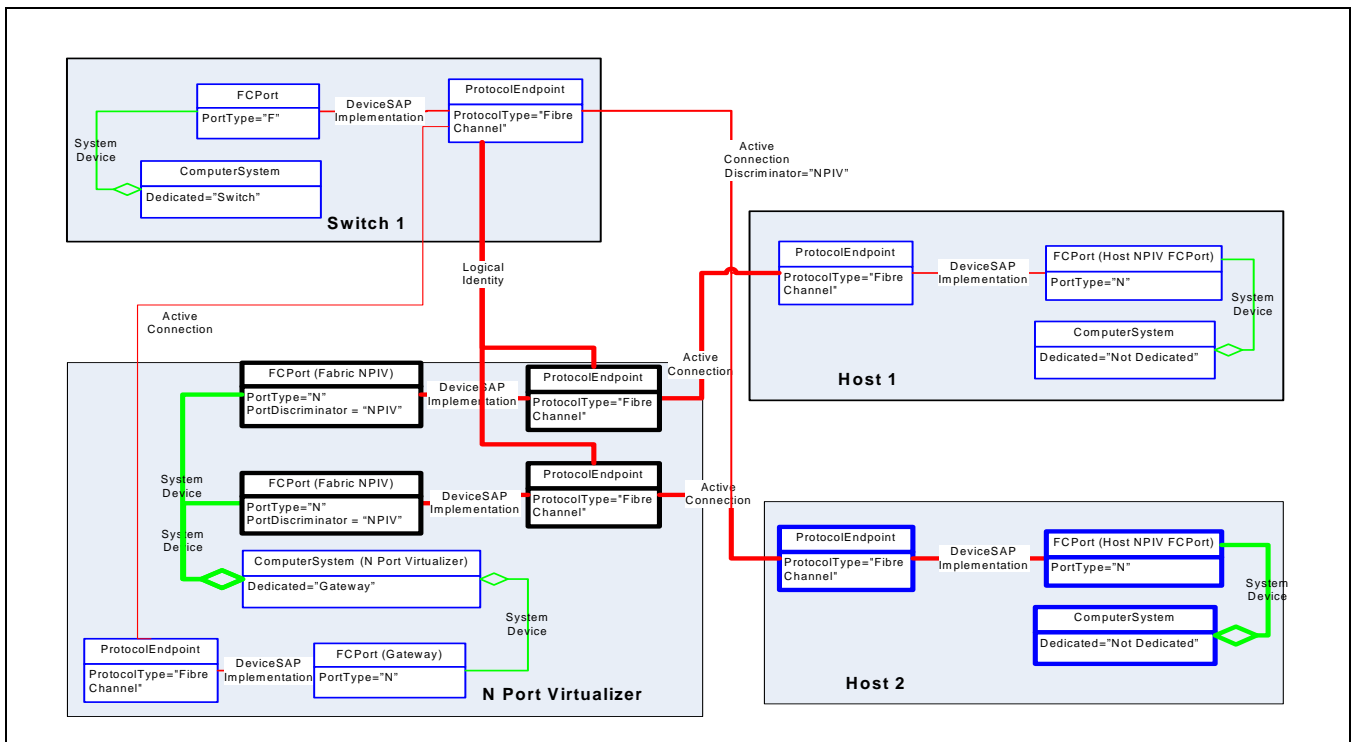 FCPort
PortType="F"
DeviceSAP
Implementation
ProtocolEndpoint
ProtocolType="Fibre
Channel"
System
Device
ComputerSystem
Dedicated="Switch"
Switch 1
Active
Connection
Discriminator="NPIV"
Logical
Identity
Active
Connection
ProtocolEndpoint
ProtocolType="Fibre
Channel"
DeviceSAP
Implementation
FCPort (Host NPIV FCPort)
PortType="N"
System
Device
ComputerSystem
Dedicated="Not Dedicated"
Host 1
FCPort (Fabric NPIV)
PortType="N"
PortDiscriminator = "NPIV"
DeviceSAP
Implementation
ProtocolEndpoint
ProtocolType="Fibre
Channel"
Active
Connection
FCPort (Fabric NPIV)
PortType="N"
PortDiscriminator = "NPIV"
DeviceSAP
Implementation
ProtocolEndpoint
ProtocolType="Fibre
Channel"
Active
Connection
System
Device
System
Device
ComputerSystem (N Port Virtualizer)
Dedicated="Gateway"
System
Device
ProtocolEndpoint
ProtocolType="Fibre
Channel"
DeviceSAP
Implementation
FCPort (Gateway)
PortType="N"
N Port Virtualizer
ProtocolEndpoint
ProtocolType="Fibre
Channel"
DeviceSAP
Implementation
FCPort (Host NPIV FCPort)
PortType="N"
System
Device
ComputerSystem
Dedicated="Not Dedicated"
Host 2